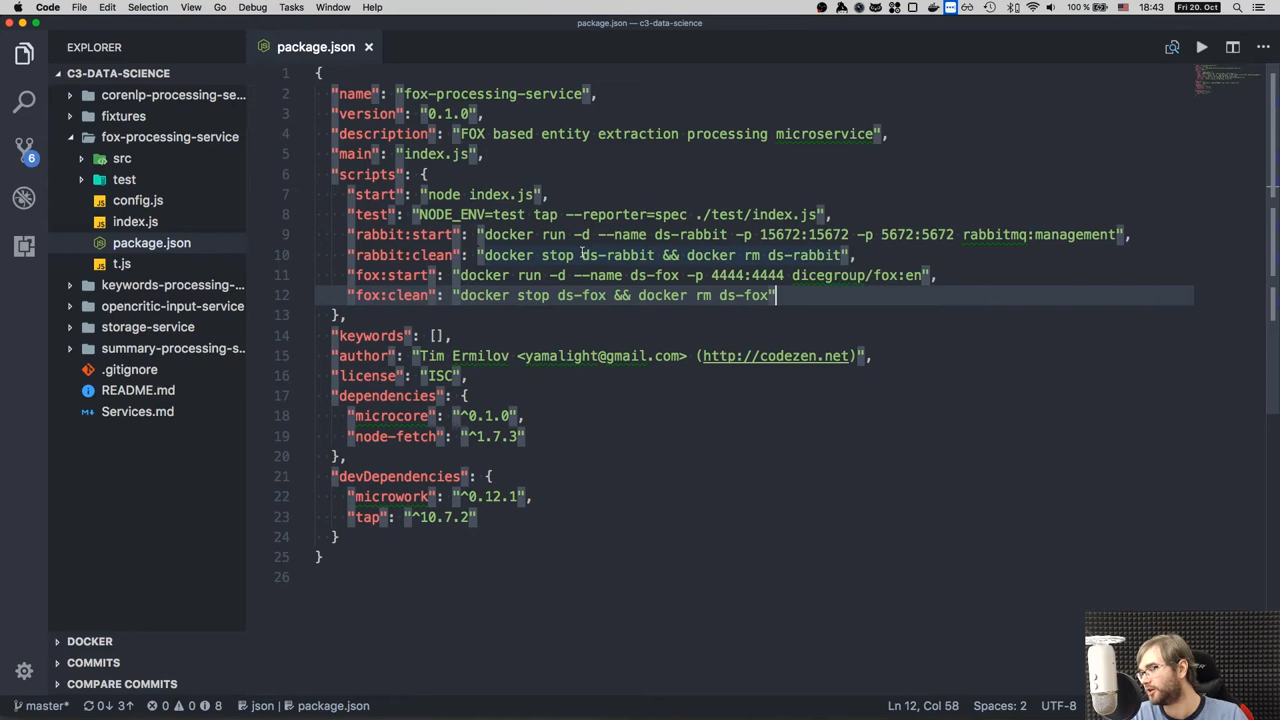 Code File Edit Selection View Go Debug Tasks Window Help 100 % 18:43 Fri 20. Oct
package.json — c3-data-science
EXPLORER
package.json
C3-DATA-SCIENCE
corenlp-processing-se...
fixtures
fox-processing-service
src
test
config.js
index.js
package.json
t.js
keywords-processing-...
opencritic-input-service
storage-service
summary-processing-s...
.gitignore
README.md
Services.md
6
DOCKER
COMMITS
COMPARE COMMITS
1 {
2 "name": "fox-processing-service",
3 "version": "0.1.0",
4 "description": "FOX based entity extraction processing microservice",
5 "main": "index.js",
6 "scripts": {
7 "start": "node index.js",
8 "test": "NODE_ENV=test tap --reporter=spec ./test/index.js",
9 "rabbit:start": "docker run -d --name ds-rabbit -p 15672:15672 -p 5672:5672 rabbitmq:management",
10 "rabbit:clean": "docker stop ds-rabbit && docker rm ds-rabbit",
11 "fox:start": "docker run -d --name ds-fox -p 4444:4444 dicegroup/fox:en",
12 "fox:clean": "docker stop ds-fox && docker rm ds-fox"
13 },
14 "keywords": [],
15 "author": "Tim Ermilov <yamalight@gmail.com> (http://codezen.net)",
16 "license": "ISC",
17 "dependencies": {
18 "microcore": "^0.1.0",
19 "node-fetch": "^1.7.3"
20 },
21 "devDependencies": {
22 "microwork": "^0.12.1",
23 "tap": "^10.7.2"
24 }
25 }
26
master* 0↓ 3↑ 0 0 8 json | package.json Ln 12, Col 58 Spaces: 2 UTF-8